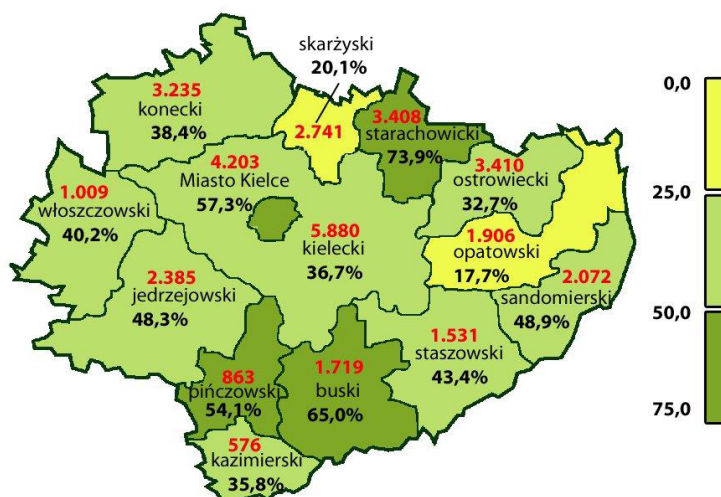 skarżyski
20,1%
2.741
3.235
konecki
38,4%
3.408
starachowicki
73,9%
4.203
Miasto Kielce
57,3%
3.410
ostrowiecki
32,7%
1.009
włoszczowski
40,2%
5.880
kielecki
36,7%
1.906
opatowski
17,7%
2.385
jedrzejowski
48,3%
2.072
sandomierski
48,9%
1.531
staszowski
43,4%
863
pińczowski
54,1%
1.719
buski
65,0%
576
kazimierski
35,8%
0,0
25,0
50,0
75,0